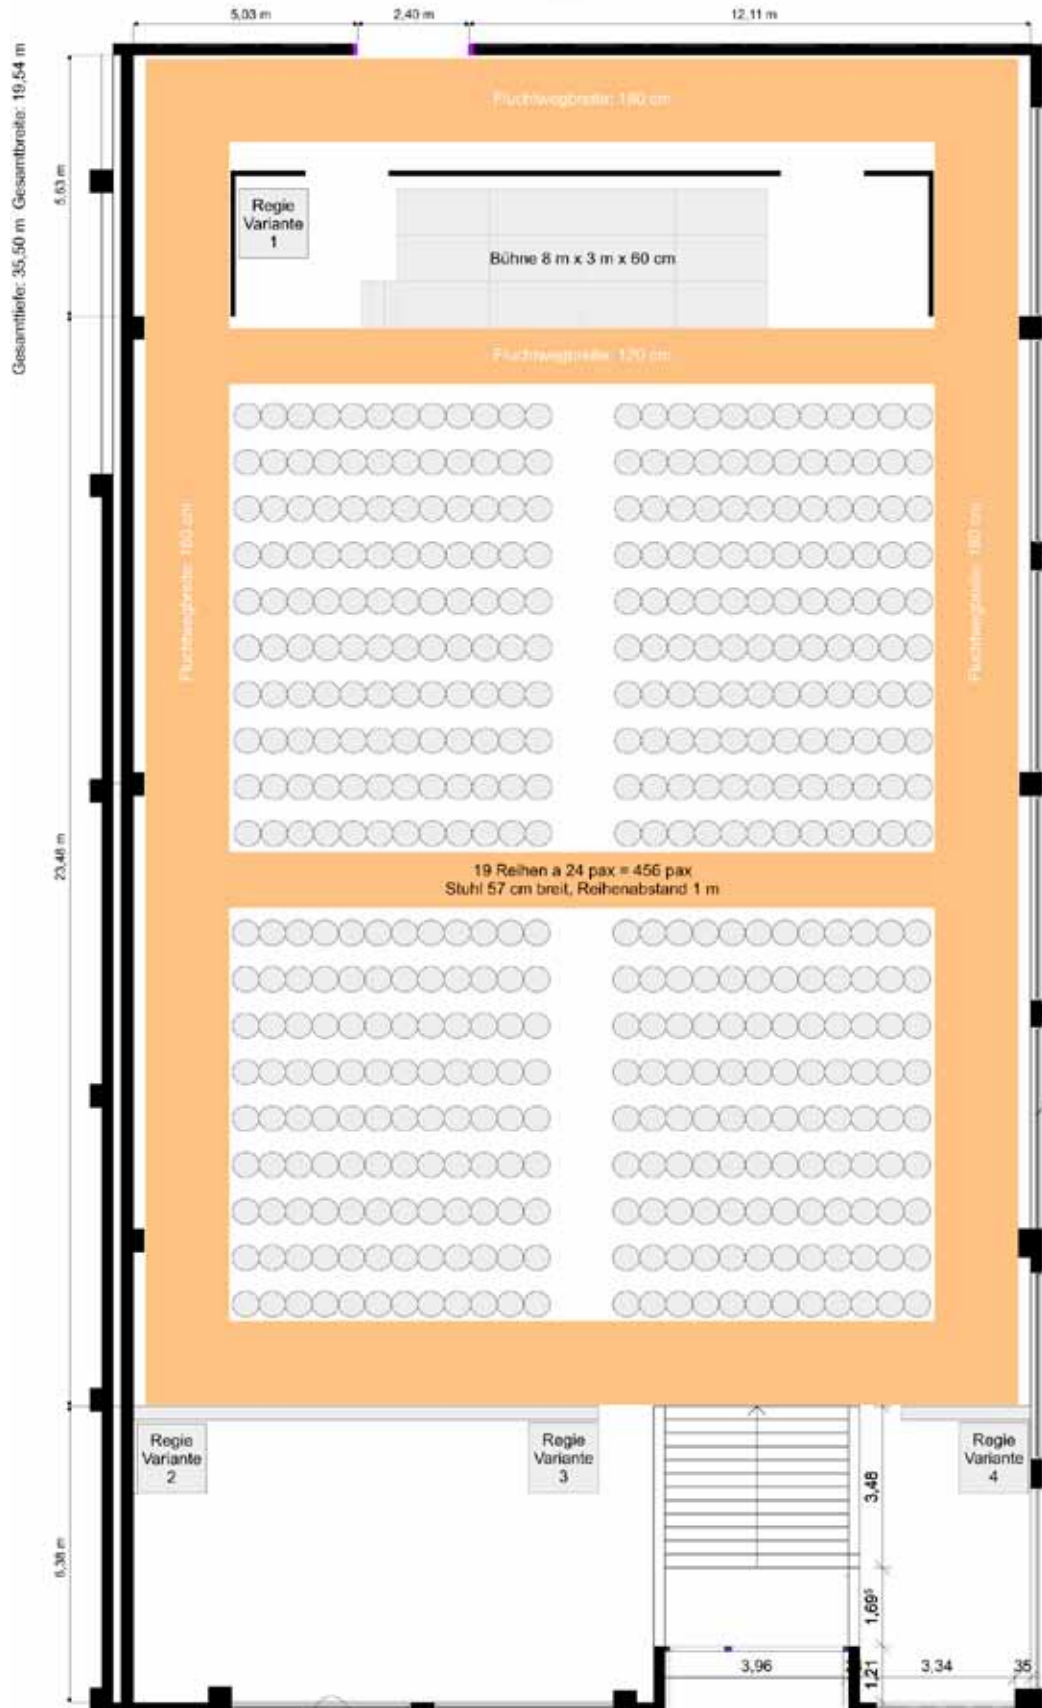 5,03 m
2,40 m
12,11 m
Gesamttiefe: 35,50 m Gesamtbreite: 19,54 m
Fluchtwegbreite: 180 cm
5,63 m
Regie
Variante
1
Bühne 8 m x 3 m x 60 cm
Fluchtwegbreite: 120 cm
Fluchtwegbreite: 180 cm
Fluchtwegbreite: 180 cm
23,48 m
19 Reihen a 24 pax = 456 pax
Stuhl 57 cm breit, Reihenabstand 1 m
Regie
Variante
2
Regie
Variante
3
Regie
Variante
4
3,48
6,38 m
1,69⁵
3,96
1,21
3,34
35